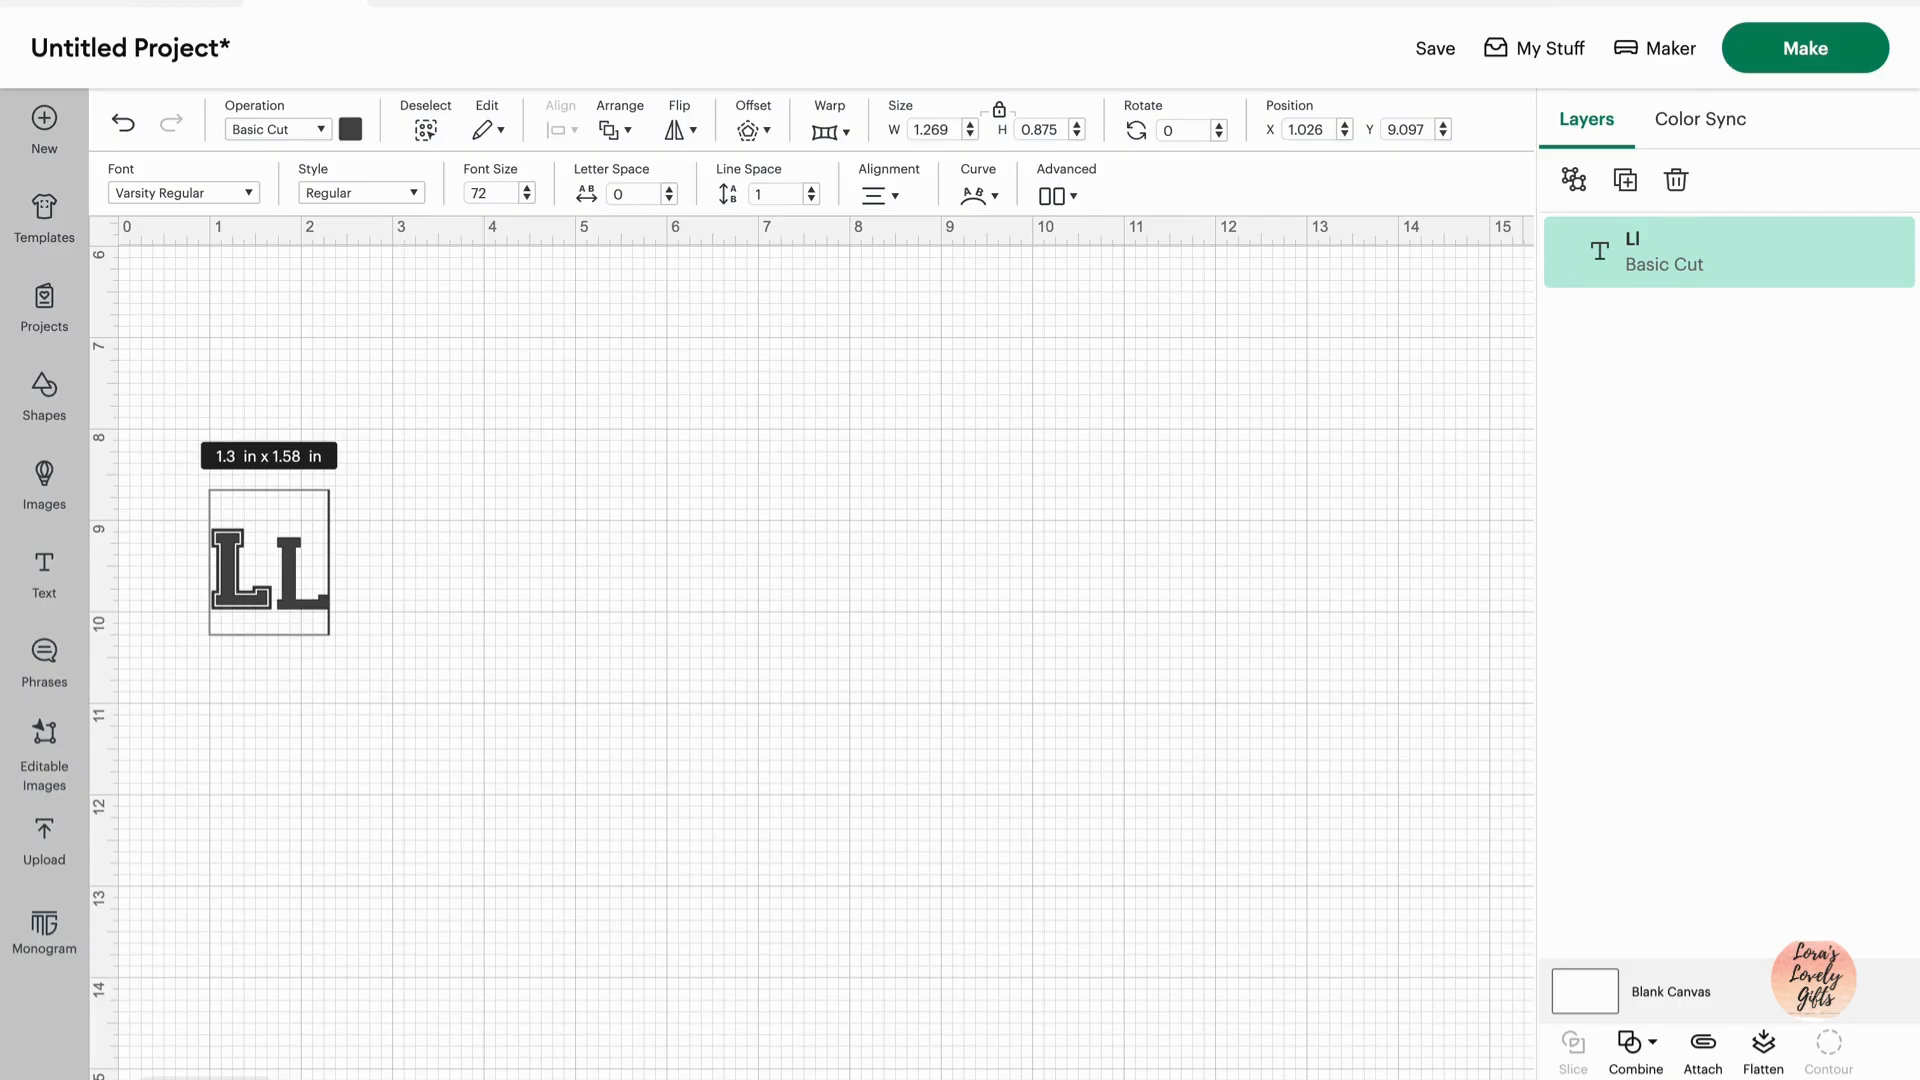 Untitled Project*
Save
My Stuff
Maker
Make
New
Templates
Projects
Shapes
Images
Text
Phrases
Editable
Images
Upload
Monogram
Operation
Basic Cut
Deselect
Edit
Align
Arrange
Flip
Offset
Warp
Size
W 1.269
H 0.875
Rotate
0
Position
X 1.026
Y 9.097
Font
Varsity Regular
Style
Regular
Font Size
72
Letter Space
0
Line Space
1
Alignment
Curve
Advanced
0 1 2 3 4 5 6 7 8 9 10 11 12 13 14 15
6
7
8
9
10
11
12
13
14
1.3 in x 1.58 in
LL
Layers
Color Sync
Ll
Basic Cut
Blank Canvas
Lora's
Lovely
Gifts
Slice
Combine
Attach
Flatten
Contour